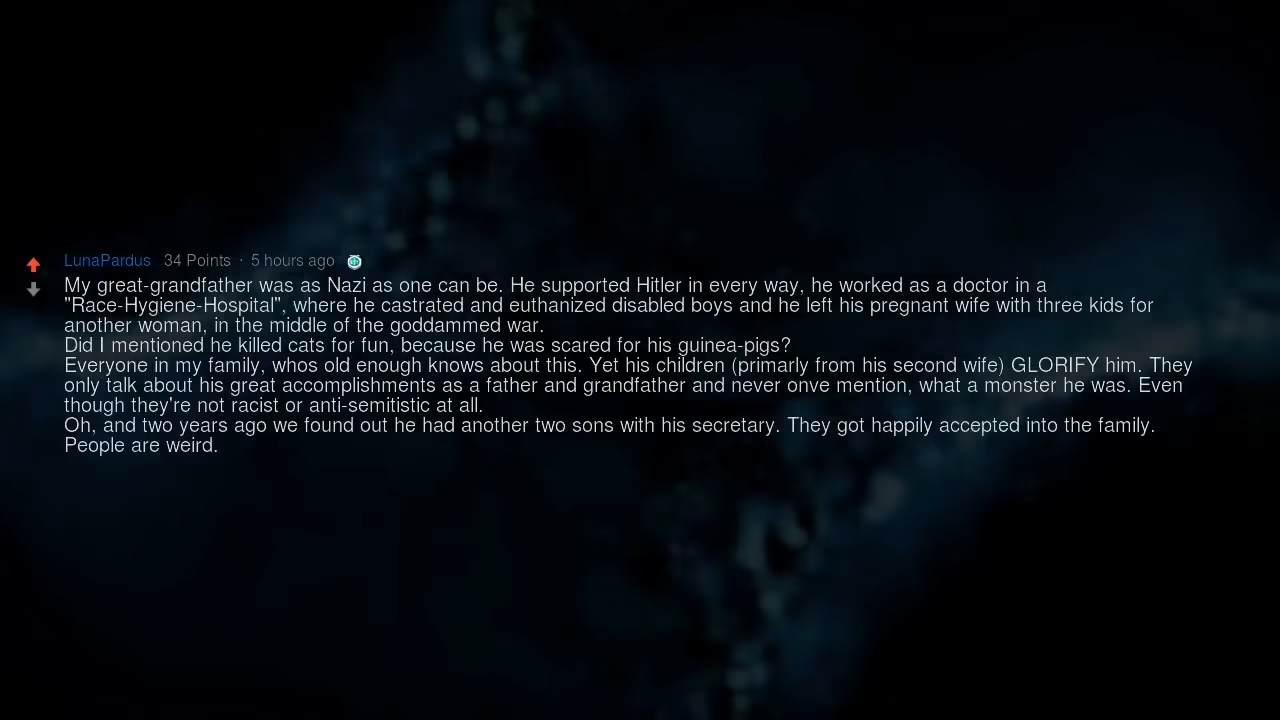 LunaPardus 34 Points · 5 hours ago
My great-grandfather was as Nazi as one can be. He supported Hitler in every way, he worked as a doctor in a
"Race-Hygiene-Hospital", where he castrated and euthanized disabled boys and he left his pregnant wife with three kids for
another woman, in the middle of the goddammed war.
Did I mentioned he killed cats for fun, because he was scared for his guinea-pigs?
Everyone in my family, whos old enough knows about this. Yet his children (primarly from his second wife) GLORIFY him. They
only talk about his great accomplishments as a father and grandfather and never onve mention, what a monster he was. Even
though they're not racist or anti-semitistic at all.
Oh, and two years ago we found out he had another two sons with his secretary. They got happily accepted into the family.
People are weird.